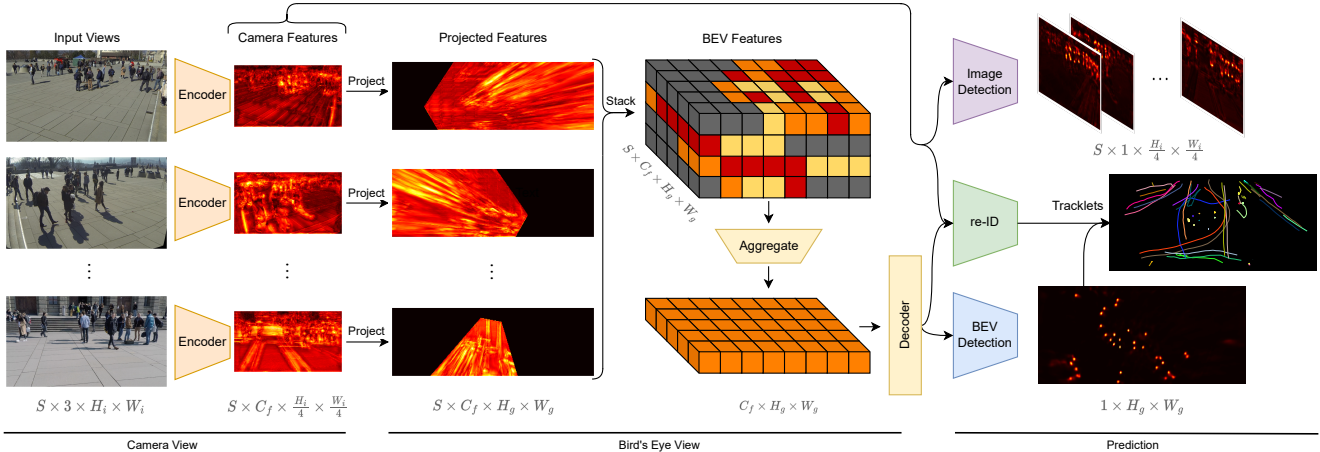 Input Views
Camera Features
Projected Features
BEV Features
Encoder
Project
Stack
Image
Detection
S × 1 × H_i/4 × W_i/4
S × C_f × H_g × W_g
Encoder
Project
Aggregate
re-ID
Tracklets
Encoder
Project
Decoder
BEV
Detection
S × 3 × H_i × W_i
S × C_f × H_i/4 × W_i/4
S × C_f × H_g × W_g
C_f × H_g × W_g
1 × H_g × W_g
Camera View
Bird's Eye View
Prediction